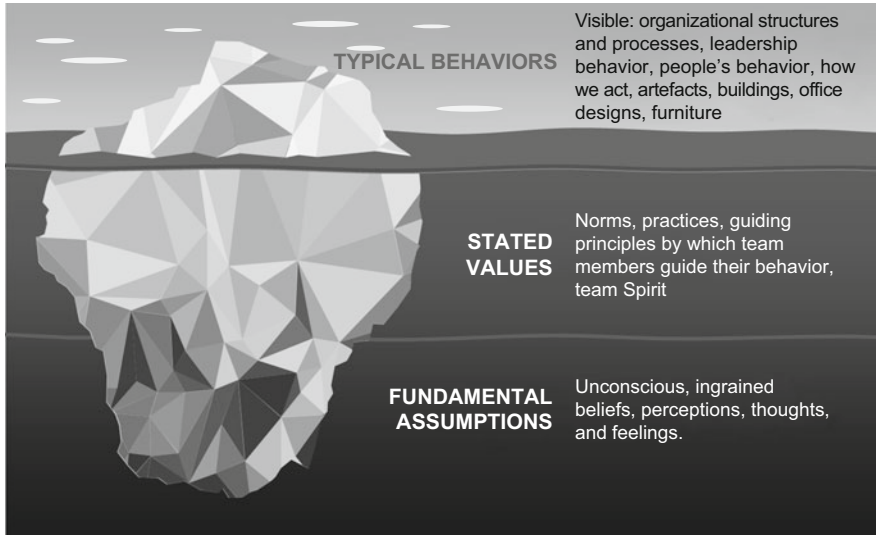 TYPICAL BEHAVIORS
Visible: organizational structures
and processes, leadership
behavior, people's behavior, how
we act, artefacts, buildings, office
designs, furniture
STATED
VALUES
Norms, practices, guiding
principles by which team
members guide their behavior,
team Spirit
FUNDAMENTAL
ASSUMPTIONS
Unconscious, ingrained
beliefs, perceptions, thoughts,
and feelings.